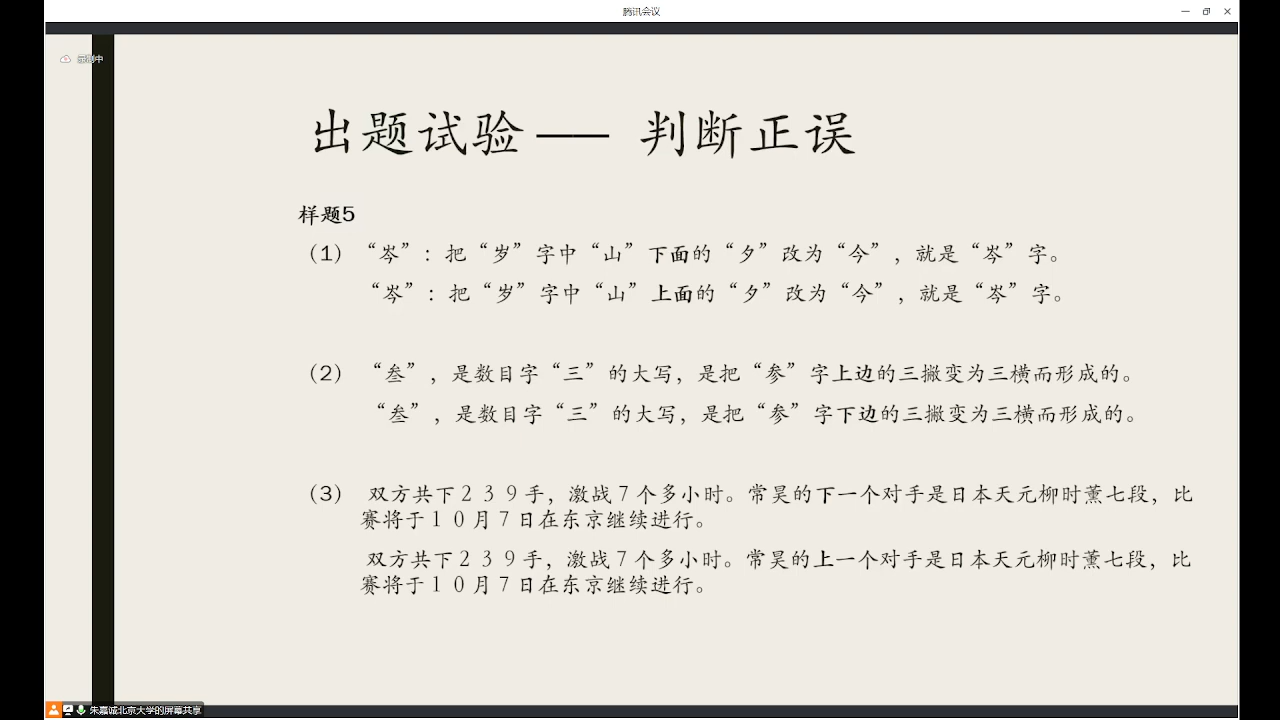 腾讯会议
录制中
出题试验—— 判断正误
样题5
（1） “岑”：把“岁”字中“山”下面的“夕”改为“今”，就是“岑”字。
“岑”：把“岁”字中“山”上面的“夕”改为“今”，就是“岑”字。
（2） “叁”，是数目字“三”的大写，是把“参”字上边的三撇变为三横而形成的。
“叁”，是数目字“三”的大写，是把“参”字下边的三撇变为三横而形成的。
（3） 双方共下２３９手，激战７个多小时。常昊的下一个对手是日本天元柳时薰七段，比
赛将于１０月７日在东京继续进行。
双方共下２３９手，激战７个多小时。常昊的上一个对手是日本天元柳时薰七段，比
赛将于１０月７日在东京继续进行。
朱嘉诚北京大学的屏幕共享